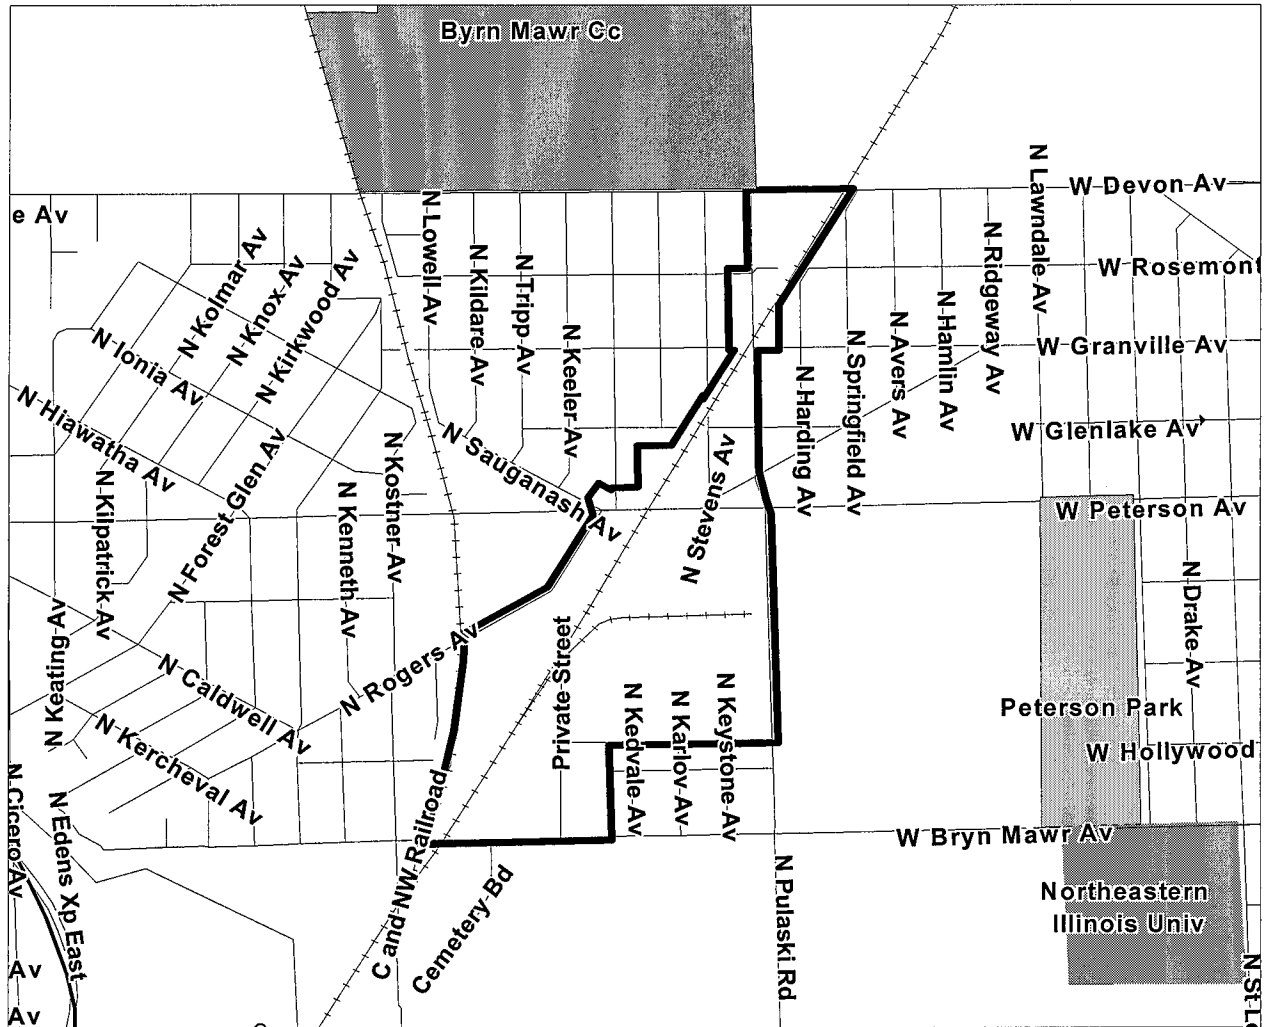 Byrn Mawr Cc
W Devon Av
N Lawndale Av
e Av
N Lowell Av
N Ridgeway Av
N Kolmar Av
N Knox Av
N Kirkwood Av
N Kildare Av
N Tripp Av
W Rosemont
N Hamlin Av
N Avers Av
N Keeler Av
N Springfield Av
N Ionia Av
W Granville Av
N Harding Av
N Hiawatha Av
N Sauganash Av
W Glenlake Av
N Forest Glen Av
N Kostner Av
N Stevens Av
N Kilpatrick Av
N Kenneth Av
W Peterson Av
N Drake Av
N Keating Av
Private Street
N Rogers Av
N Caldwell Av
N Kedvale Av
N Karlov Av
N Keystone Av
Peterson Park
N Kercheval Av
W Hollywood
N Cicero Av
N Edens Xp East
C and NW Railroad
W Bryn Mawr Av
Cemetery Bd
N Pulaski Rd
Northeastern
Illinois Univ
Av
N St Lo
Av